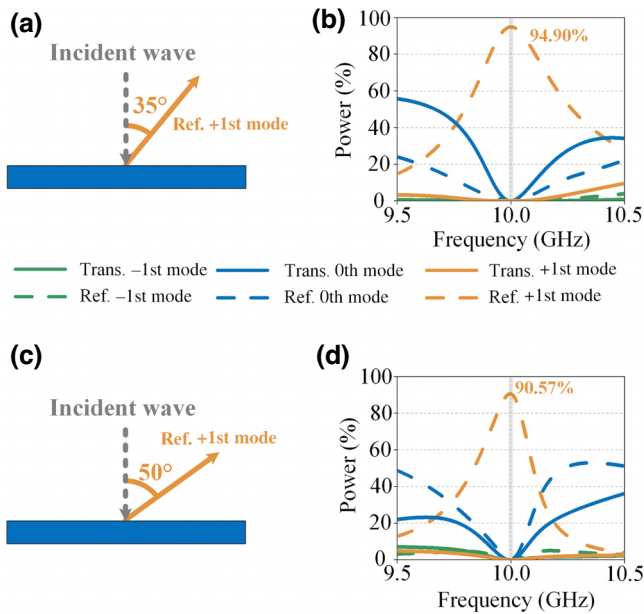 (a)
Incident wave
35°
Ref. +1st mode
(b)
100
80
60
40
20
0
Power (%)
94.90%
9.5 10.0 10.5
Frequency (GHz)
Trans. –1st mode Trans. 0th mode Trans. +1st mode
Ref. –1st mode Ref. 0th mode Ref. +1st mode
(c)
Incident wave
Ref. +1st mode
50°
(d)
100
80
60
40
20
0
Power (%)
90.57%
9.5 10.0 10.5
Frequency (GHz)